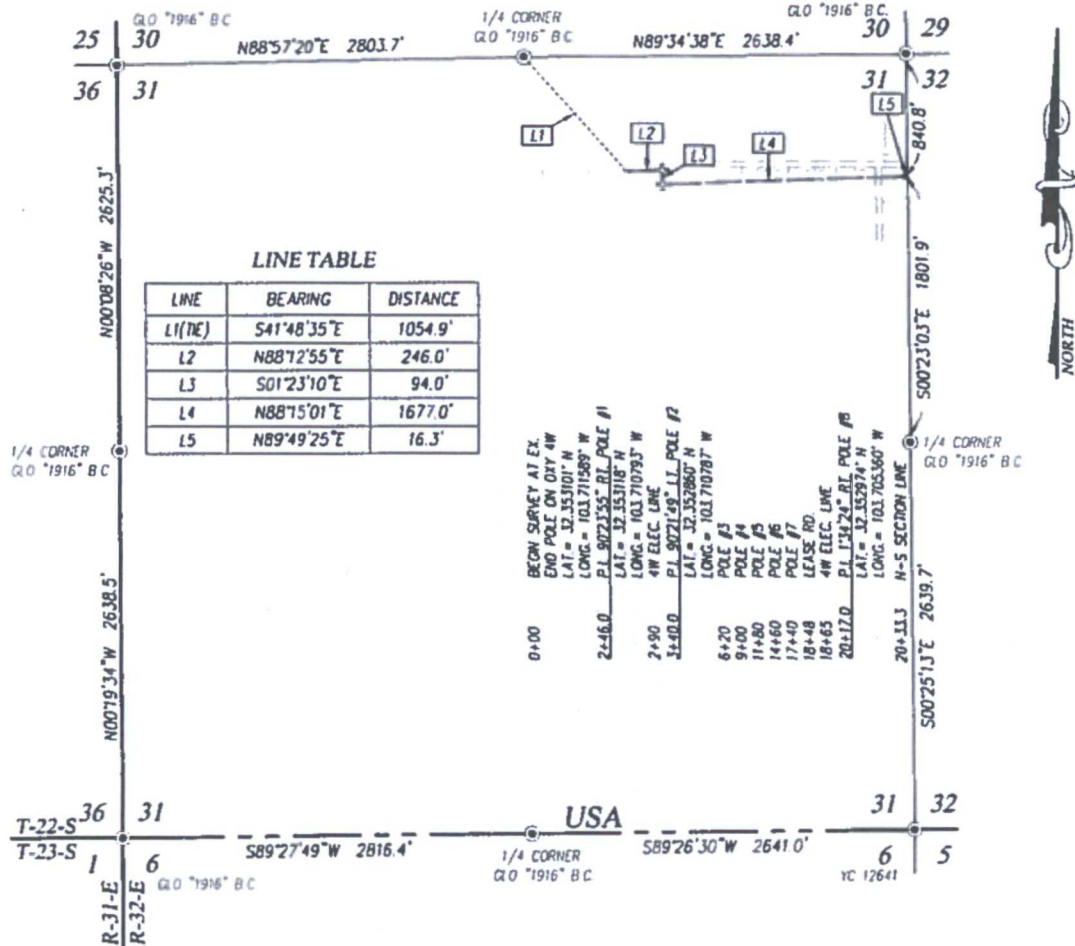 GLO "1916" B C
1/4 CORNER
GLO "1916" B C
GLO "1916" B.C.
25 30
N88°57'20"E 2803.7'
N89°34'38"E 2638.4'
30 29
36 31
31 32
L1
L2
L3
L4
L5
840.8'
N00°08'26"W 2625.3'
S00°23'03"E 1801.9'
NORTH
LINE TABLE
LINE BEARING DISTANCE
L1(TIE) S41°48'35"E 1054.9'
L2 N88°12'55"E 246.0'
L3 S01°23'10"E 94.0'
L4 N88°15'01"E 1677.0'
L5 N89°49'25"E 16.3'
1/4 CORNER
GLO "1916" B C
1/4 CORNER
GLO "1916" B C
0+00 BEGIN SURVEY AT EX.
END POLE ON OXY 4W
LAT.= 32.353101° N
LONG.= 103.711589° W
2+46.0 P.I. 90°23'55" RT. POLE #1
LAT.= 32.353118° N
LONG.= 103.710793° W
2+90 4W ELEC. LINE
3+40.0 P.I. 90°21'49" LT. POLE #2
LAT.= 32.352860° N
LONG.= 103.710787° W
6+20 POLE #3
9+00 POLE #4
11+80 POLE #5
14+60 POLE #6
17+40 POLE #7
18+48 LEASE RD.
18+65 4W ELEC. LINE
20+17.0 P.I. 1°34'24" RT. POLE #8
LAT.= 32.352974° N
LONG.= 103.705360° W
20+33.3 N-S SECTION LINE
N00°19'34"W 2638.5'
S00°25'13"E 2639.7'
T-22-S 36 31
USA
31 32
T-23-S 1 6
S89°27'49"W 2816.4'
S89°26'30"W 2641.0'
6 5
GLO "1916" B C
1/4 CORNER
GLO "1916" B C
YC 12641
R-31-E
R-32-E